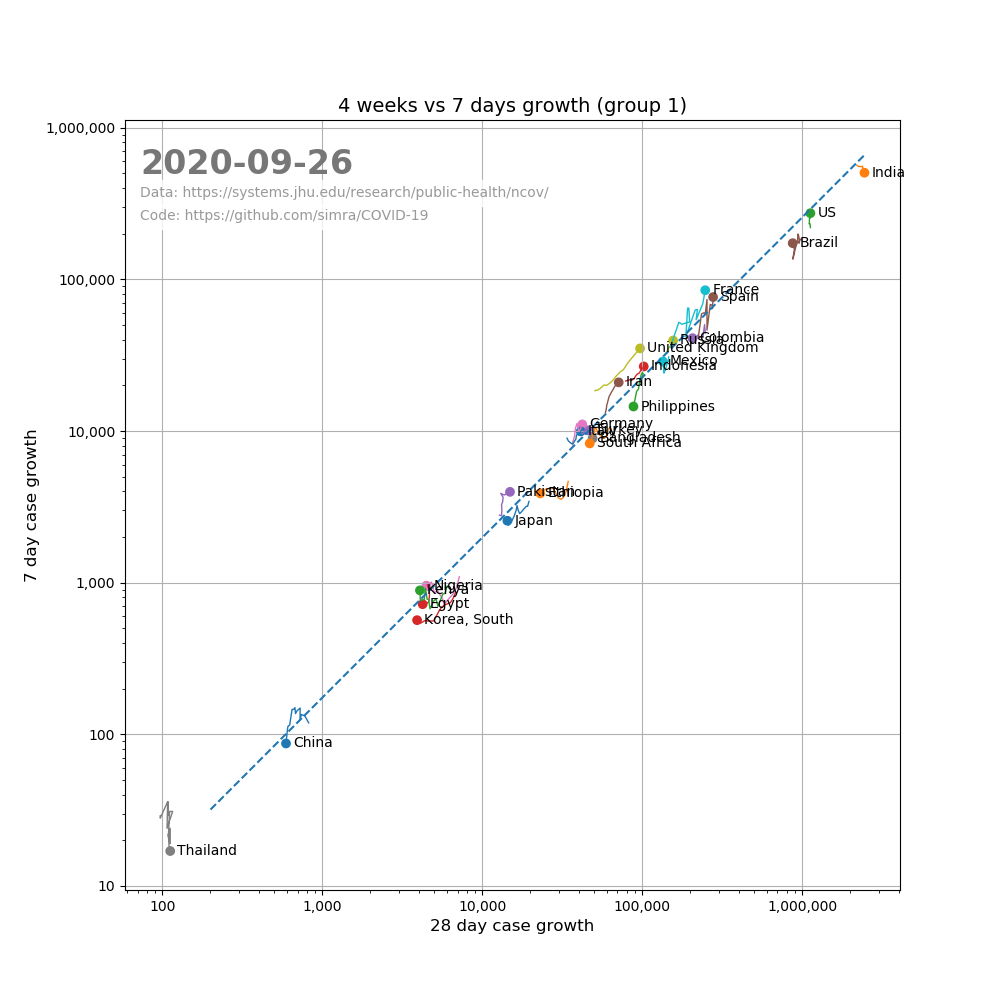 4 weeks vs 7 days growth (group 1)
1,000,000
2020-09-26
Data: https://systems.jhu.edu/research/public-health/ncov/
Code: https://github.com/simra/COVID-19
India
US
Brazil
100,000
France
Spain
Colombia
Russia
United Kingdom
Mexico
Indonesia
Iran
Philippines
Germany
10,000
Turkey
Bangladesh
South Africa
Pakistan
Ethiopia
Japan
1,000
Nigeria
Kenya
Egypt
Korea, South
100
China
Thailand
10
100
1,000
10,000
100,000
1,000,000
28 day case growth
7 day case growth